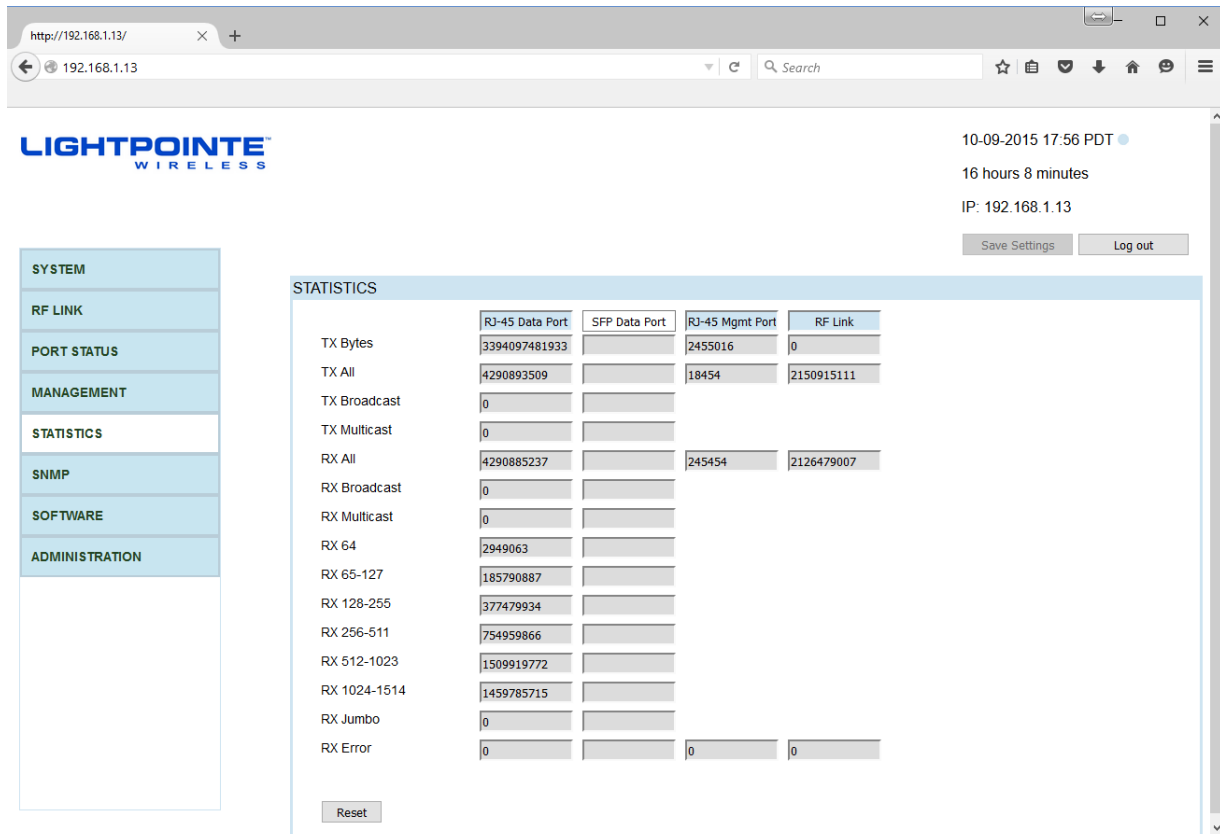 http://192.168.1.13/
192.168.1.13
Search
LIGHTPOINTE™
WIRELESS
10-09-2015 17:56 PDT
16 hours 8 minutes
IP: 192.168.1.13
Save Settings Log out
SYSTEM
RF LINK
PORT STATUS
MANAGEMENT
STATISTICS
SNMP
SOFTWARE
ADMINISTRATION
STATISTICS
RJ-45 Data Port SFP Data Port RJ-45 Mgmt Port RF Link
TX Bytes 3394097481933 2455016 0
TX All 4290893509 18454 2150915111
TX Broadcast 0
TX Multicast 0
RX All 4290885237 245454 2126479007
RX Broadcast 0
RX Multicast 0
RX 64 2949063
RX 65-127 185790887
RX 128-255 377479934
RX 256-511 754959866
RX 512-1023 1509919772
RX 1024-1514 1459785715
RX Jumbo 0
RX Error 0 0 0
Reset